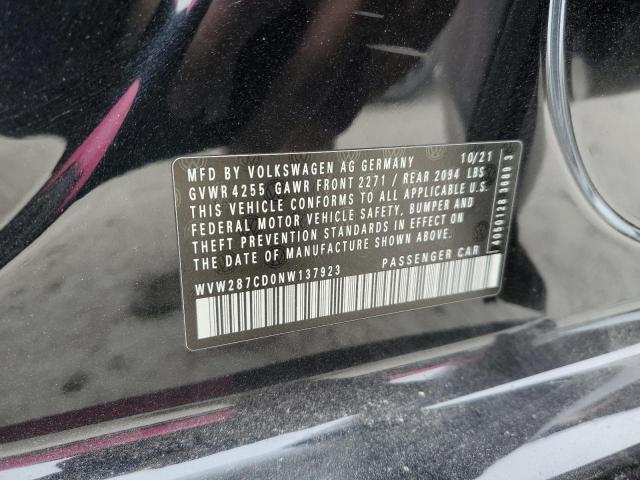 MFD BY VOLKSWAGEN AG GERMANY 10/21
GVWR 4255 GAWR FRONT 2271 / REAR 2094 LBS
THIS VEHICLE CONFORMS TO ALL APPLICABLE U.S.
FEDERAL MOTOR VEHICLE SAFETY, BUMPER AND
THEFT PREVENTION STANDARDS IN EFFECT ON
THE DATE OF MANUFACTURE SHOWN ABOVE.
WVW287CD0NW137923 PASSENGER CAR